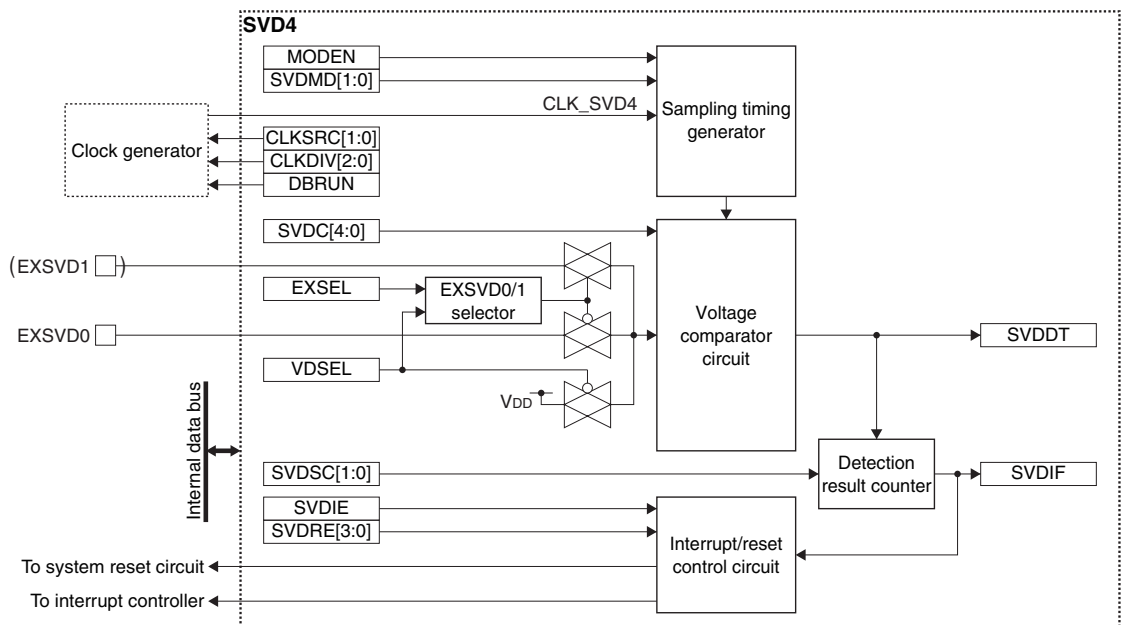 SVD4
MODEN
SVDMD[1:0]
CLK_SVD4
Sampling timing
generator
Clock generator
CLKSRC[1:0]
CLKDIV[2:0]
DBRUN
SVDC[4:0]
(EXSVD1 )
EXSEL
EXSVD0/1
selector
EXSVD0
Voltage
comparator
circuit
SVDDT
VDSEL
VDD
Internal data bus
SVDSC[1:0]
Detection
result counter
SVDIF
SVDIE
SVDRE[3:0]
Interrupt/reset
control circuit
To system reset circuit
To interrupt controller